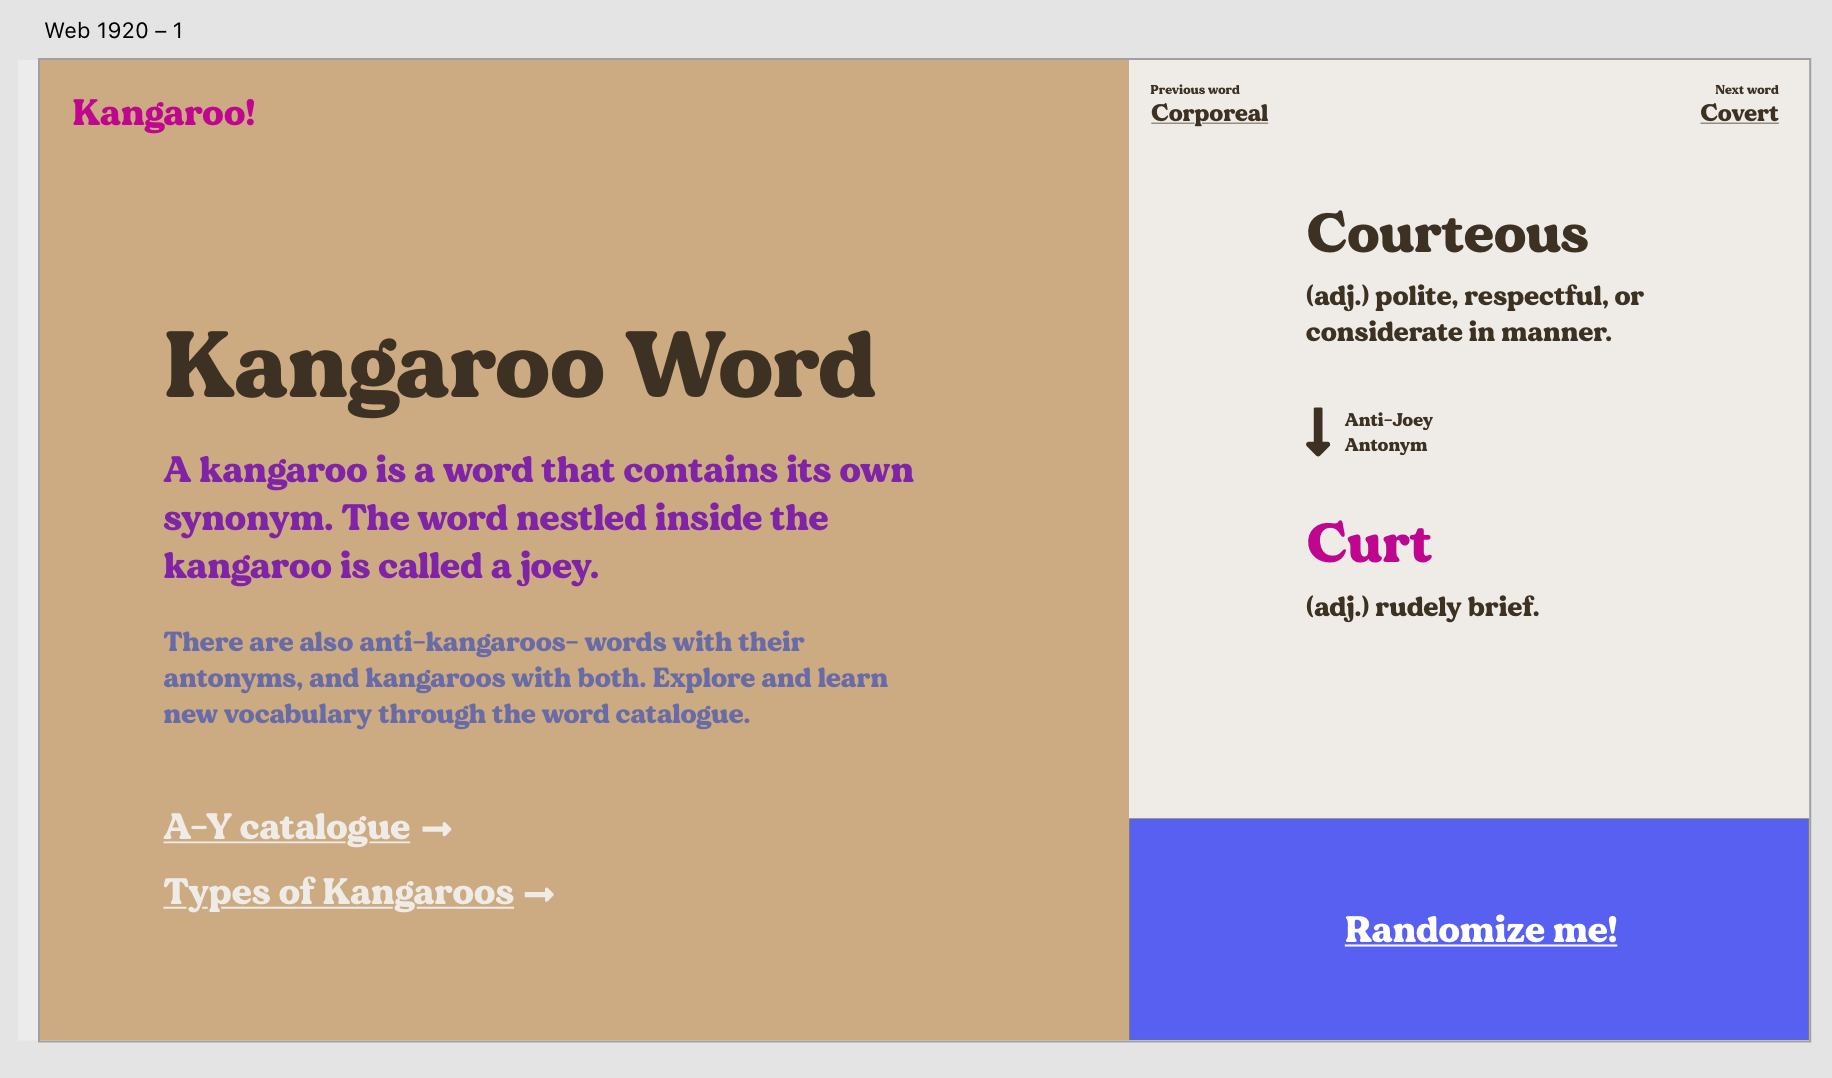 Web 1920 – 1
Kangaroo!
Kangaroo Word
A kangaroo is a word that contains its own
synonym. The word nestled inside the
kangaroo is called a joey.
There are also anti-kangaroos- words with their
antonyms, and kangaroos with both. Explore and learn
new vocabulary through the word catalogue.
A-Y catalogue →
Types of Kangaroos →
Previous word
Corporeal
Next word
Covert
Courteous
(adj.) polite, respectful, or
considerate in manner.
Anti-Joey
Antonym
Curt
(adj.) rudely brief.
Randomize me!